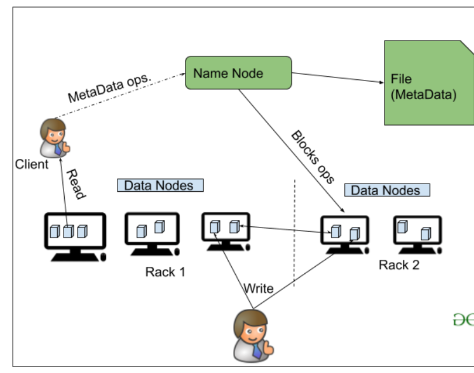 Name Node
File
(MetaData)
MetaData ops.
Client
Read
Blocks ops
Data Nodes
Data Nodes
Rack 1
Rack 2
Write